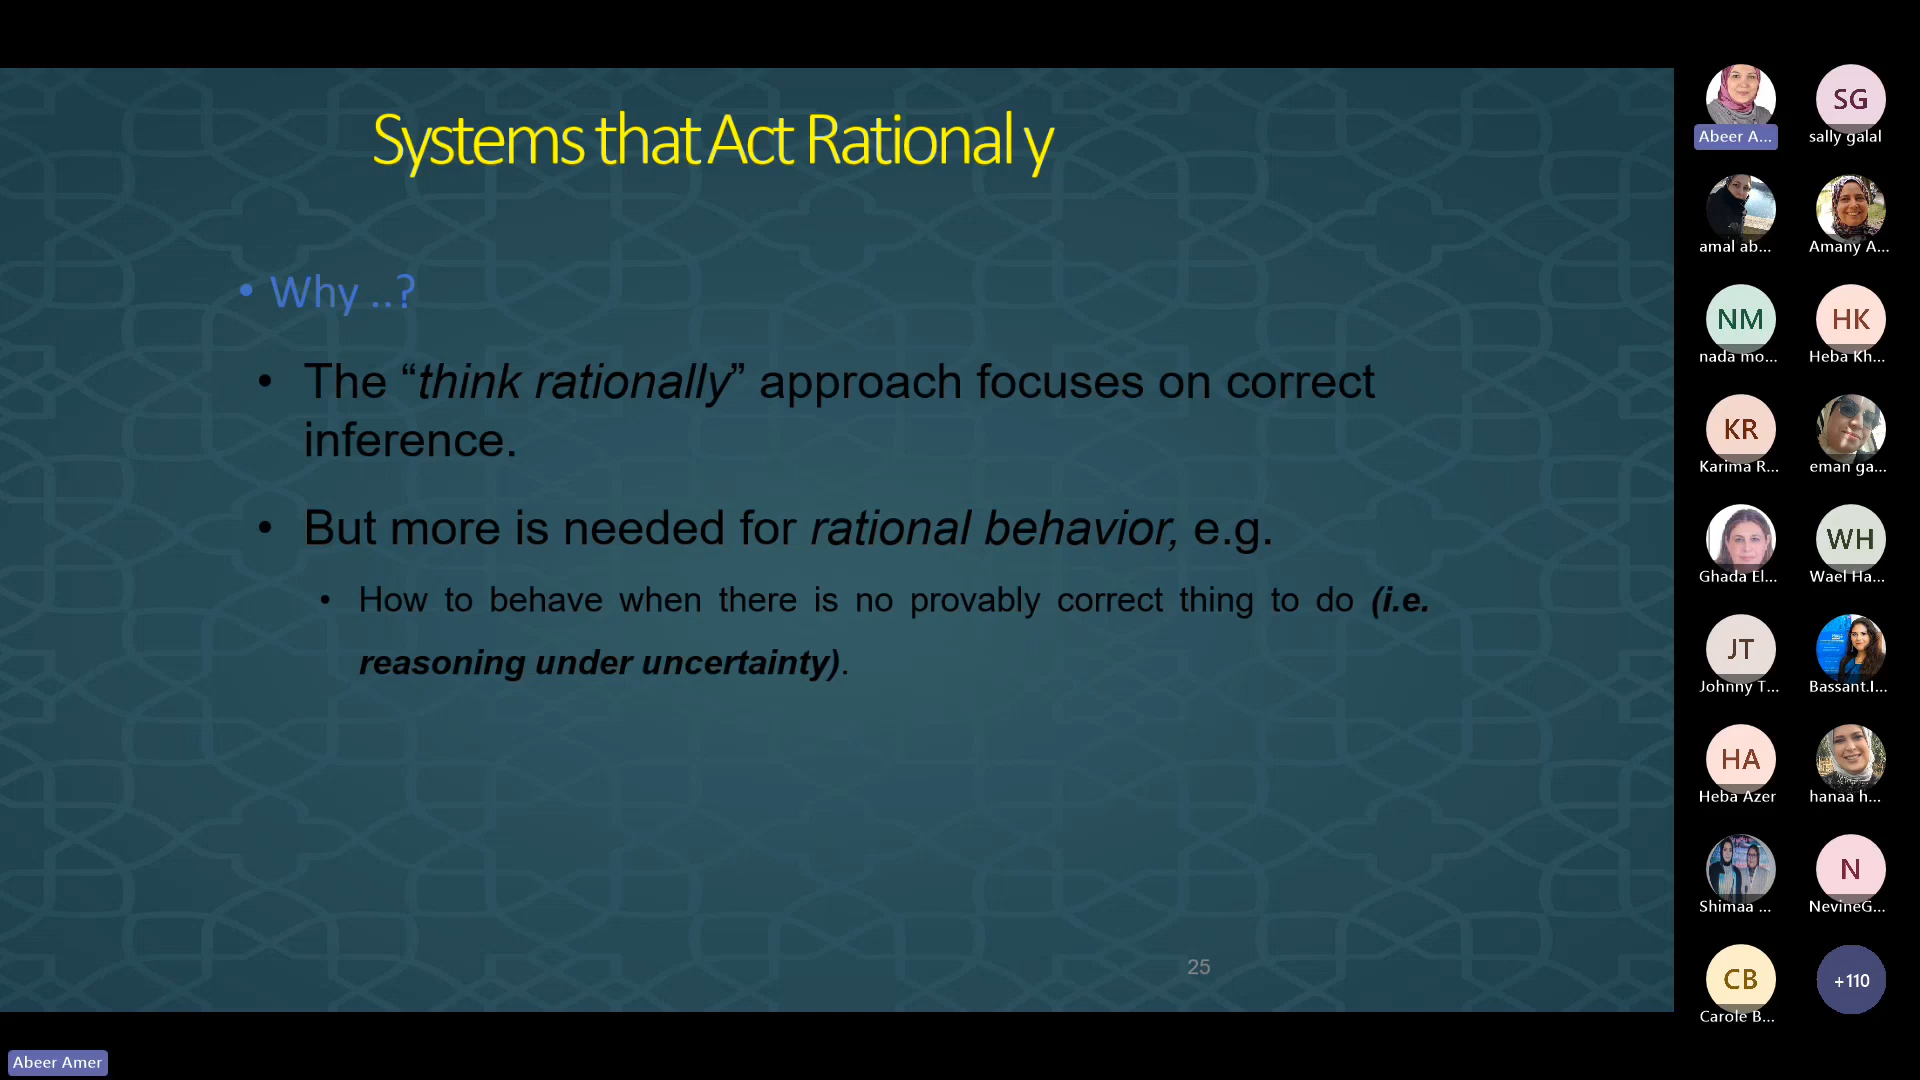 Systems that Act Rational y
• Why ..?
• The “think rationally” approach focuses on correct
inference.
• But more is needed for rational behavior, e.g.
• How to behave when there is no provably correct thing to do (i.e.
reasoning under uncertainty).
25
Abeer A...
SG
sally galal
amal ab...
Amany A...
NM
nada mo...
HK
Heba Kh...
KR
Karima R...
eman ga...
Ghada El...
WH
Wael Ha...
JT
Johnny T...
Bassant.I...
HA
Heba Azer
hanaa h...
Shimaa ...
N
NevineG...
CB
Carole B...
+110
Abeer Amer